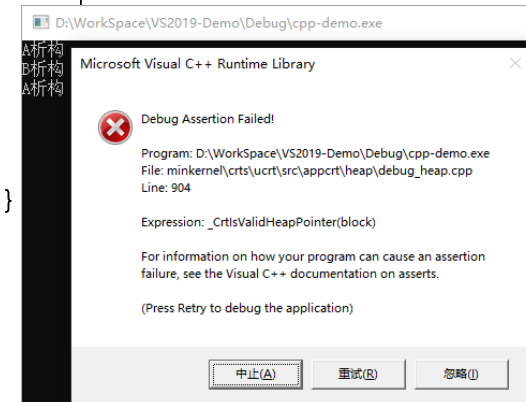 D:\WorkSpace\VS2019-Demo\Debug\cpp-demo.exe
A析构
B析构
A析构
Microsoft Visual C++ Runtime Library
Debug Assertion Failed!
Program: D:\WorkSpace\VS2019-Demo\Debug\cpp-demo.exe
File: minkernel\crts\ucrt\src\appcrt\heap\debug_heap.cpp
Line: 904
}
Expression: _CrtIsValidHeapPointer(block)
For information on how your program can cause an assertion
failure, see the Visual C++ documentation on asserts.
(Press Retry to debug the application)
中止(A) 重试(R) 忽略(I)